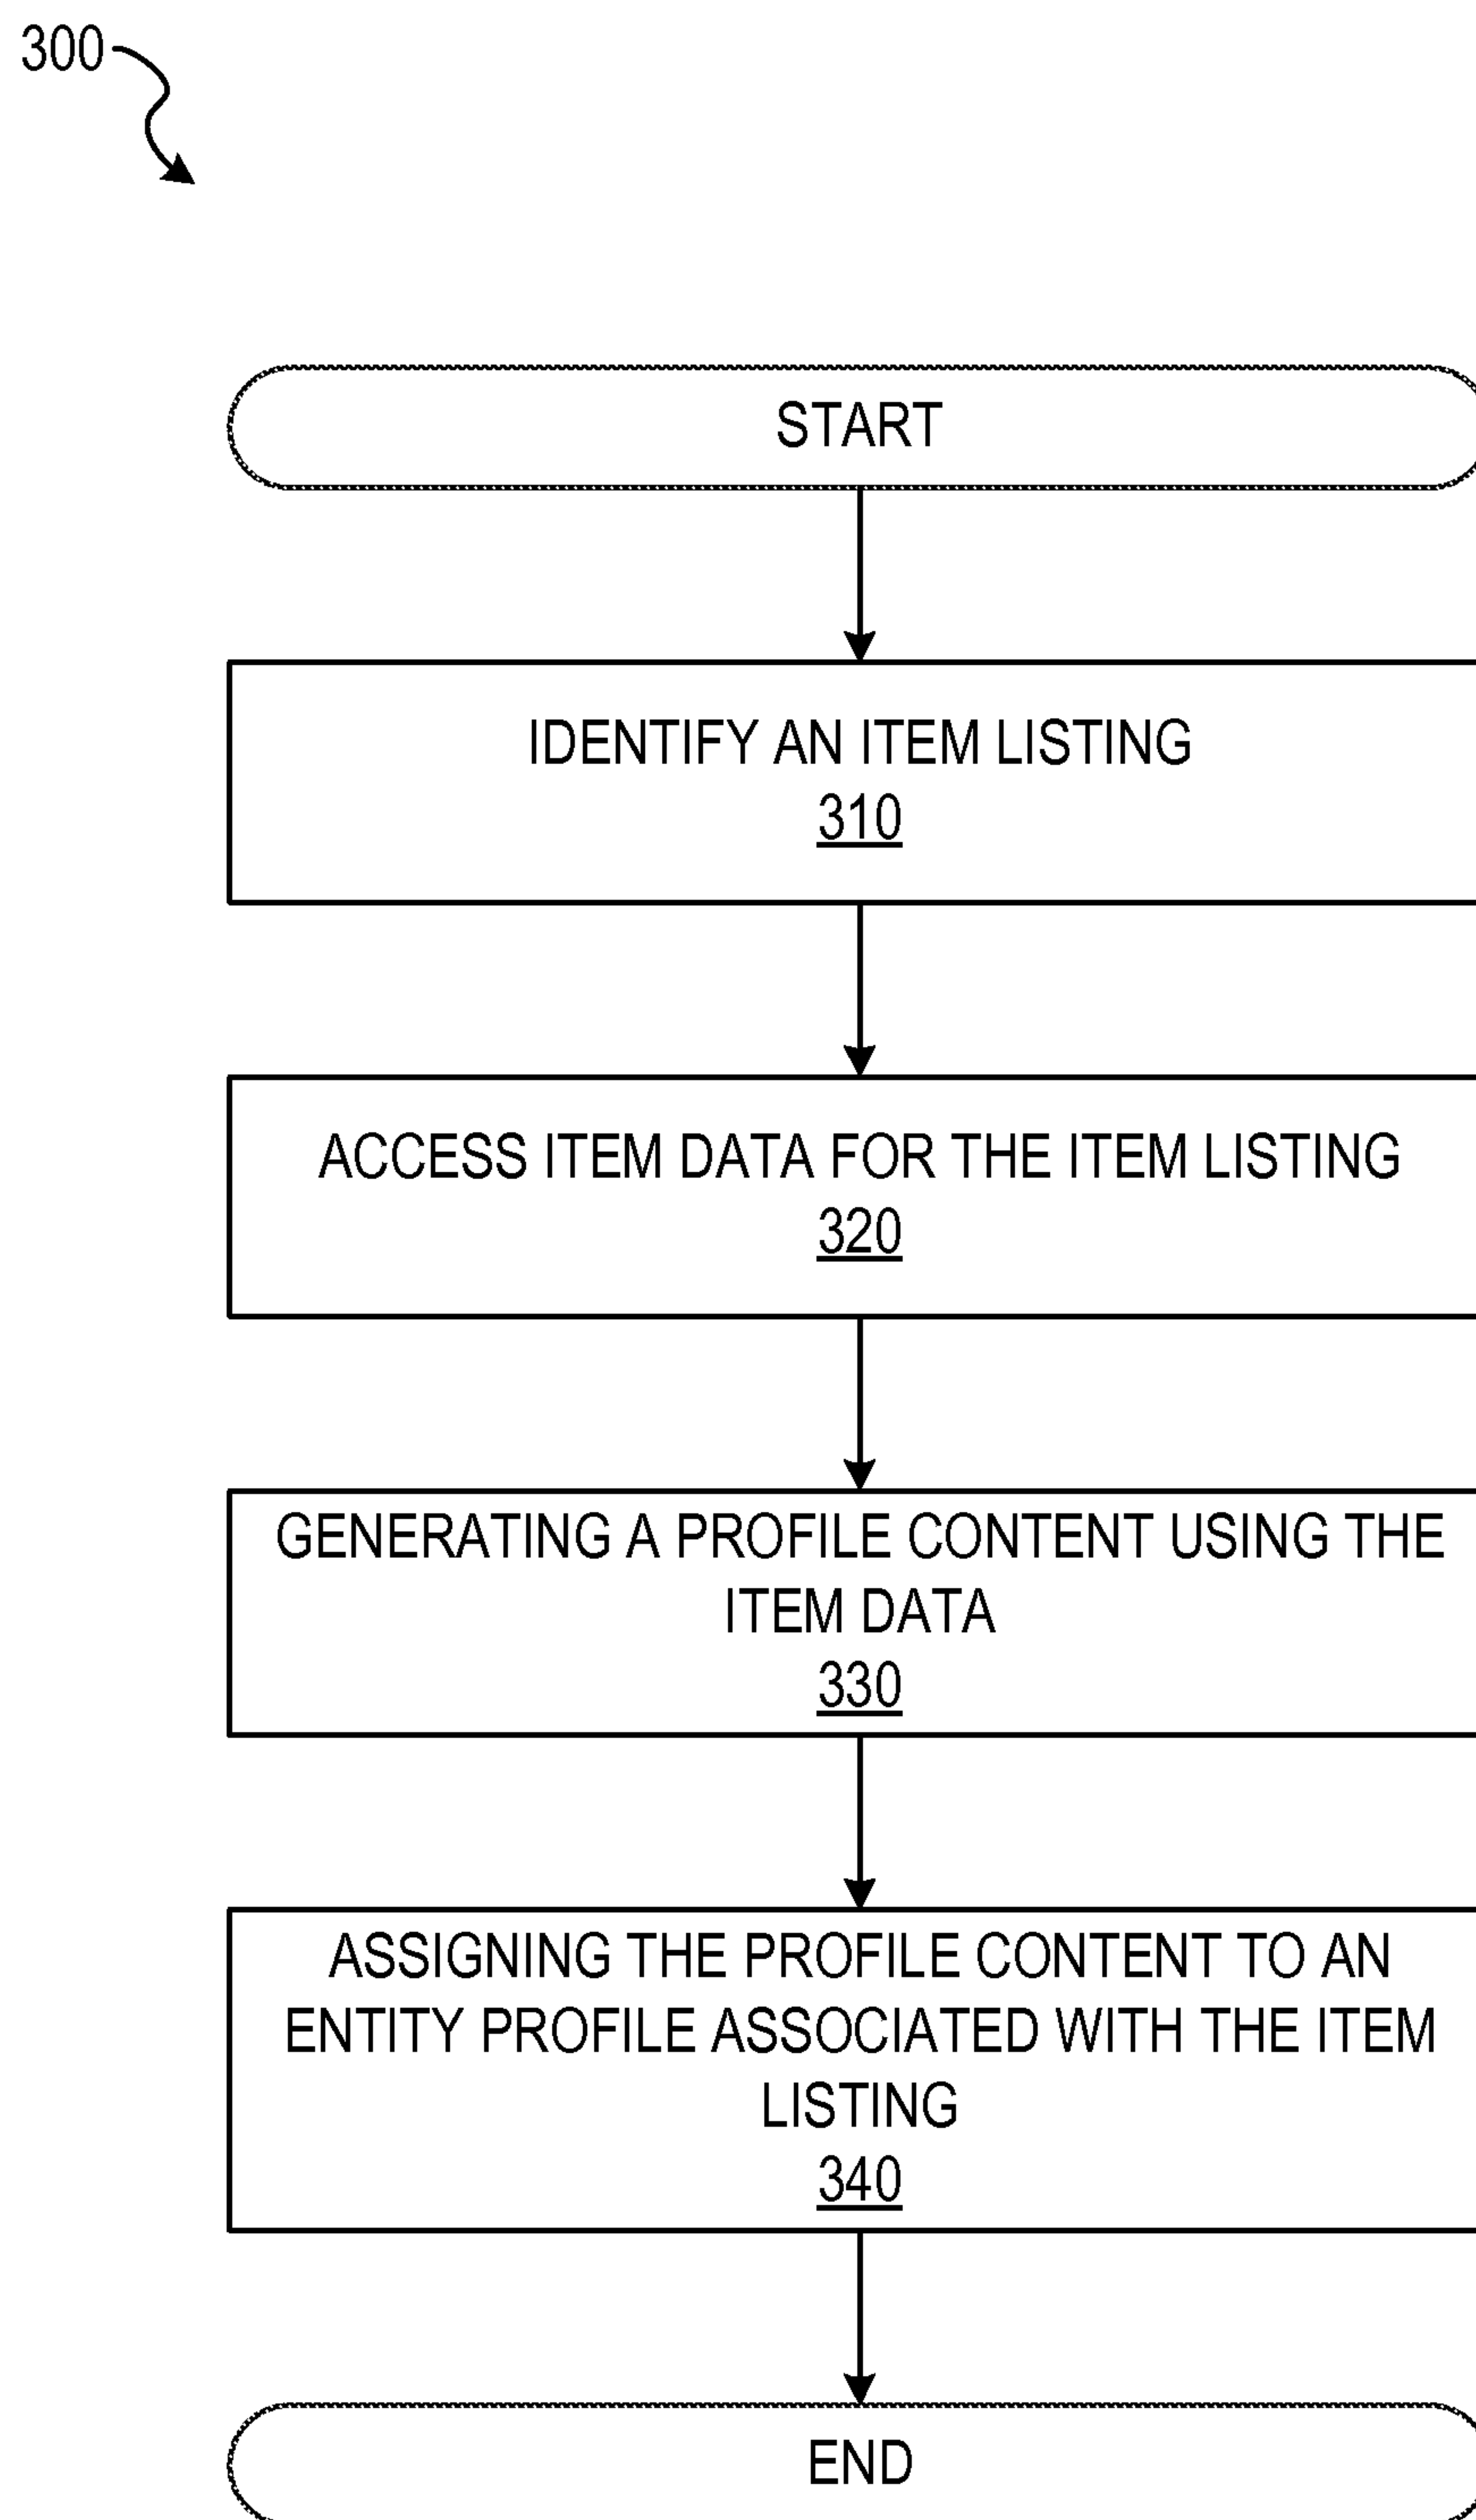 300
START
IDENTIFY AN ITEM LISTING
310
ACCESS ITEM DATA FOR THE ITEM LISTING
320
GENERATING A PROFILE CONTENT USING THE
ITEM DATA
330
ASSIGNING THE PROFILE CONTENT TO AN
ENTITY PROFILE ASSOCIATED WITH THE ITEM
LISTING
340
END